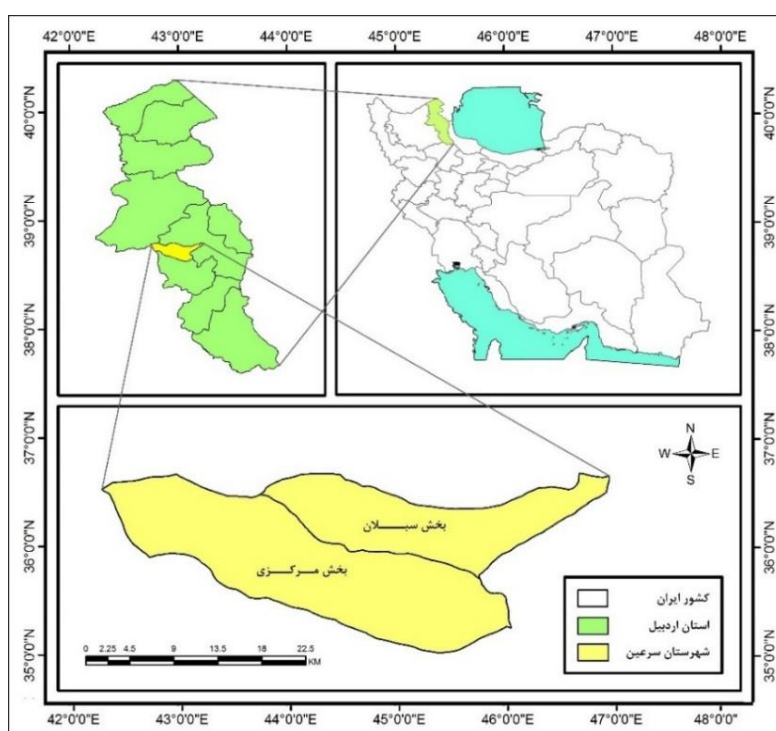 42°0'0"E 43°0'0"E 44°0'0"E 45°0'0"E 46°0'0"E 47°0'0"E 48°0'0"E
40°0'0"N
39°0'0"N
38°0'0"N
37°0'0"N
36°0'0"N
35°0'0"N
40°0'0"N
39°0'0"N
38°0'0"N
37°0'0"N
36°0'0"N
35°0'0"N
N
W E
S
بخش سبـــلان
بخش مـــرکـــزی
کشور ایران
استان اردبیل
شهرستان سرعین
0 2.25 4.5 9 13.5 18 22.5
KM
42°0'0"E 43°0'0"E 44°0'0"E 45°0'0"E 46°0'0"E 47°0'0"E 48°0'0"E